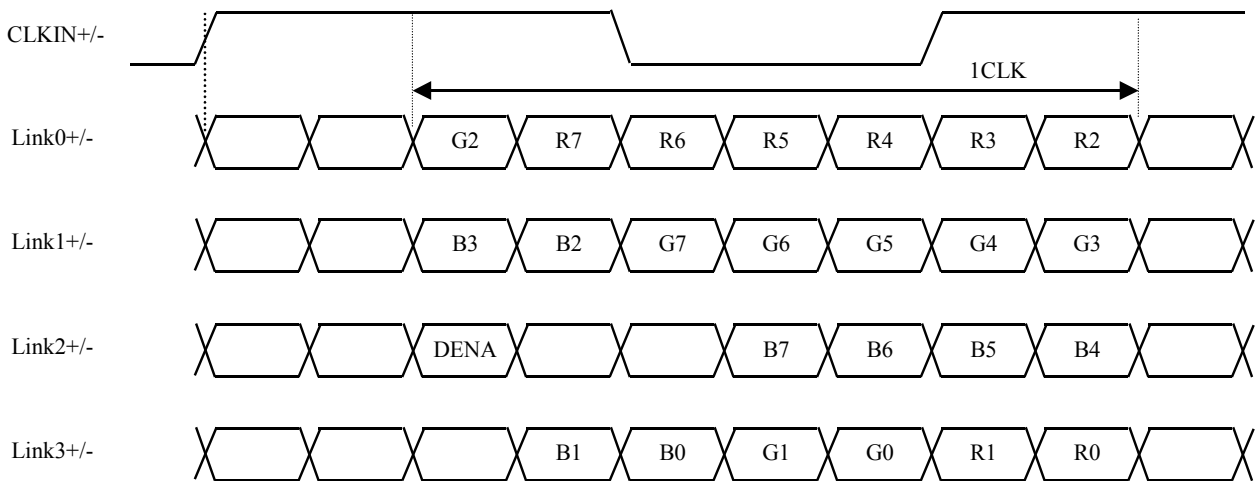 CLKIN+/-
1CLK
Link0+/- G2 R7 R6 R5 R4 R3 R2
Link1+/- B3 B2 G7 G6 G5 G4 G3
Link2+/- DENA B7 B6 B5 B4
Link3+/- B1 B0 G1 G0 R1 R0